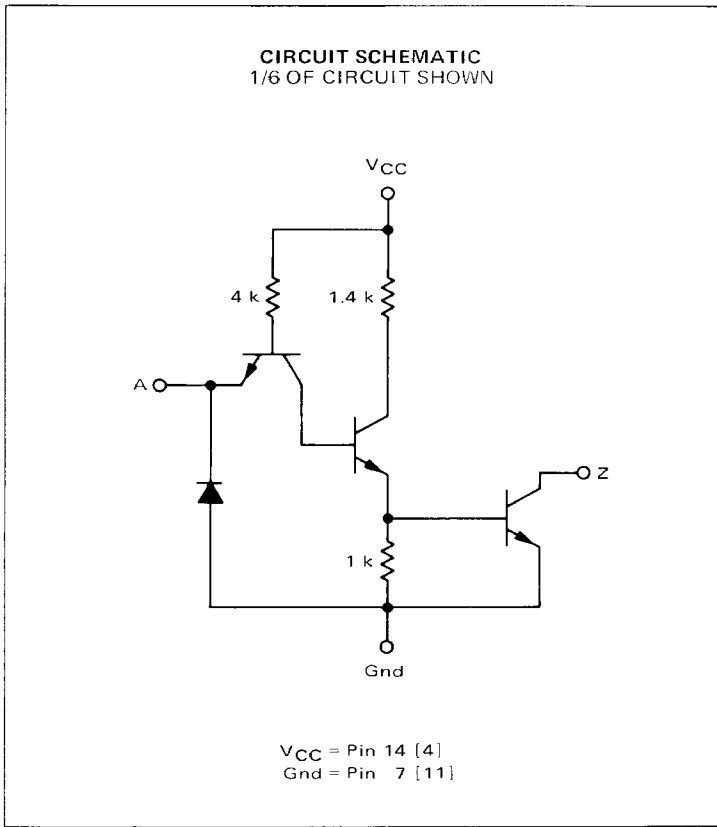 CIRCUIT SCHEMATIC
1/6 OF CIRCUIT SHOWN
VCC
4 k
1.4 k
A
Z
1 k
Gnd
VCC = Pin 14 [4]
Gnd = Pin 7 [11]